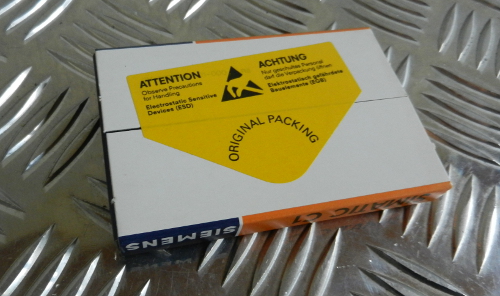 ATTENTION
Observe Precautions
for Handling
Electrostatic Sensitive
Devices (ESD)
ACHTUNG
Nur geschultes Personal
darf die Verpackung öffnen
Elektrostatisch gefährdete
Bauelemente (EGB)
ORIGINAL PACKING
SIEMENS